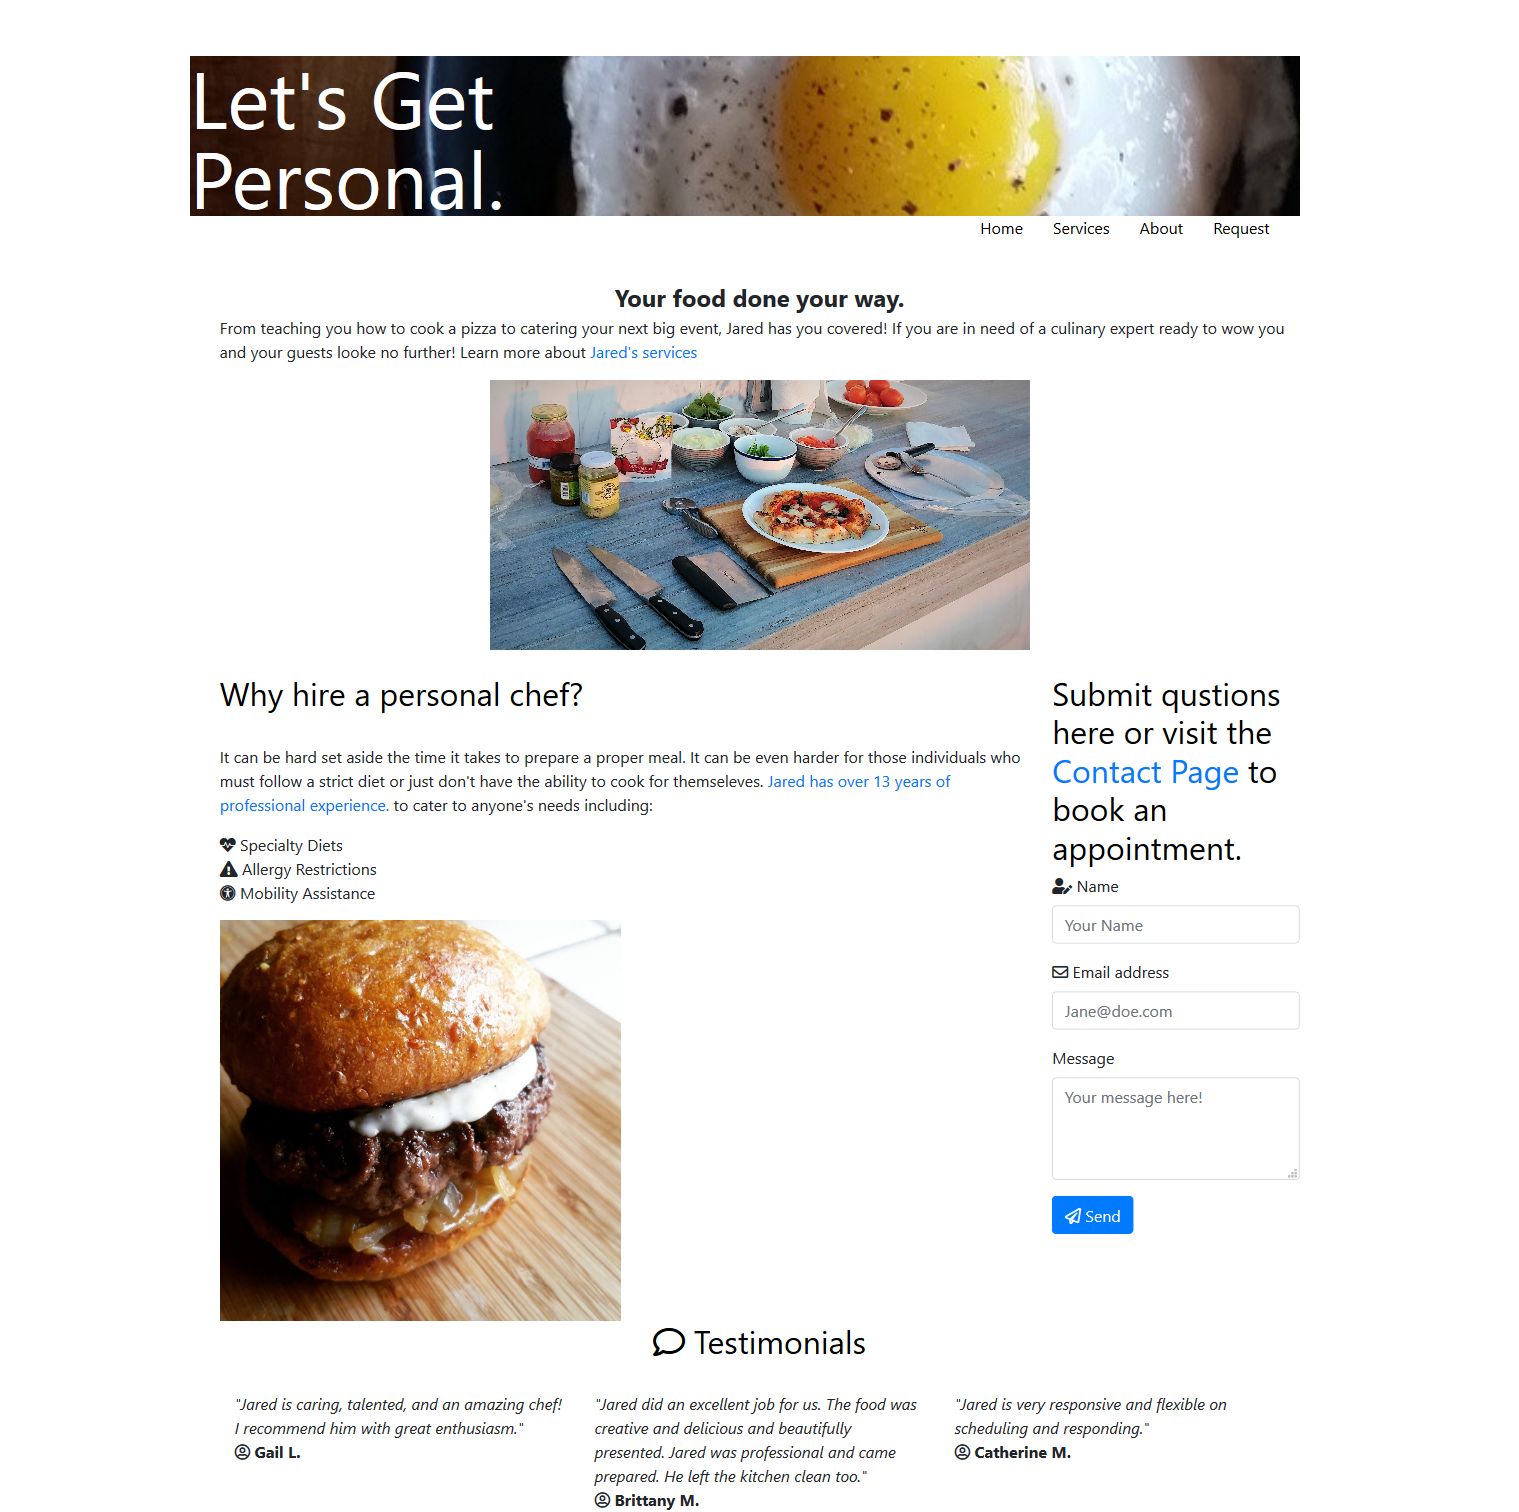 Let's Get
Personal.
Home Services About Request
Your food done your way.
From teaching you how to cook a pizza to catering your next big event, Jared has you covered! If you are in need of a culinary expert ready to wow you
and your guests looke no further! Learn more about Jared's services
Why hire a personal chef?
It can be hard set aside the time it takes to prepare a proper meal. It can be even harder for those individuals who
must follow a strict diet or just don't have the ability to cook for themseleves. Jared has over 13 years of
professional experience. to cater to anyone's needs including:
Specialty Diets
Allergy Restrictions
Mobility Assistance
Submit qustions
here or visit the
Contact Page to
book an
appointment.
Name
Your Name
Email address
Jane@doe.com
Message
Your message here!
Send
Testimonials
"Jared is caring, talented, and an amazing chef!
I recommend him with great enthusiasm."
Gail L.
"Jared did an excellent job for us. The food was
creative and delicious and beautifully
presented. Jared was professional and came
prepared. He left the kitchen clean too."
Brittany M.
"Jared is very responsive and flexible on
scheduling and responding."
Catherine M.